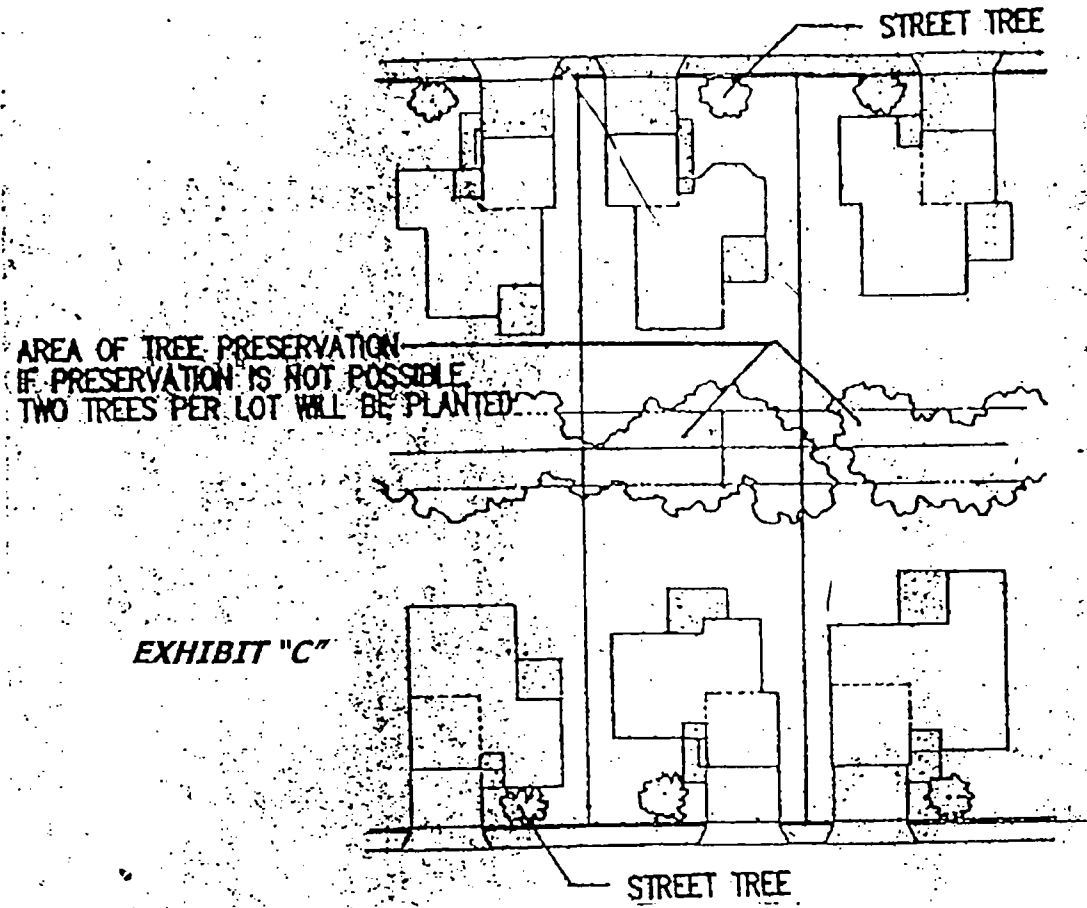 STREET TREE
AREA OF TREE PRESERVATION
IF PRESERVATION IS NOT POSSIBLE,
TWO TREES PER LOT WILL BE PLANTED
EXHIBIT "C"
STREET TREE